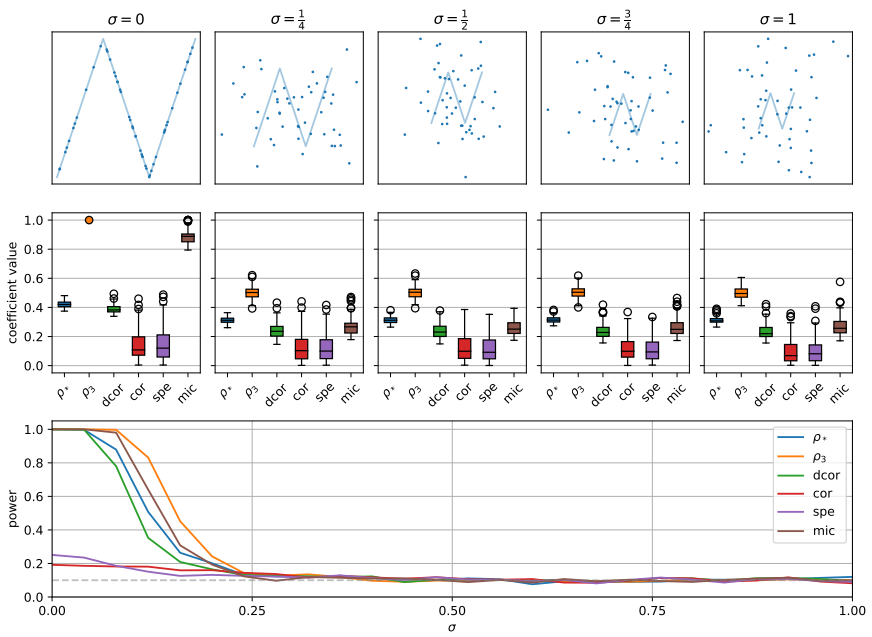 σ = 0 σ = 1/4 σ = 1/2 σ = 3/4 σ = 1
coefficient value
1.0
0.8
0.6
0.4
0.2
0.0
ρ* ρ3 dcor cor spe mic ρ* ρ3 dcor cor spe mic ρ* ρ3 dcor cor spe mic ρ* ρ3 dcor cor spe mic ρ* ρ3 dcor cor spe mic
power
1.0
0.8
0.6
0.4
0.2
0.0
ρ*
ρ3
dcor
cor
spe
mic
0.00 0.25 0.50 0.75 1.00
σ